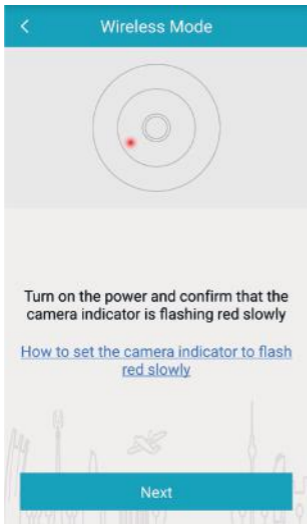 Wireless Mode
Turn on the power and confirm that the
camera indicator is flashing red slowly
How to set the camera indicator to flash
red slowly
Next